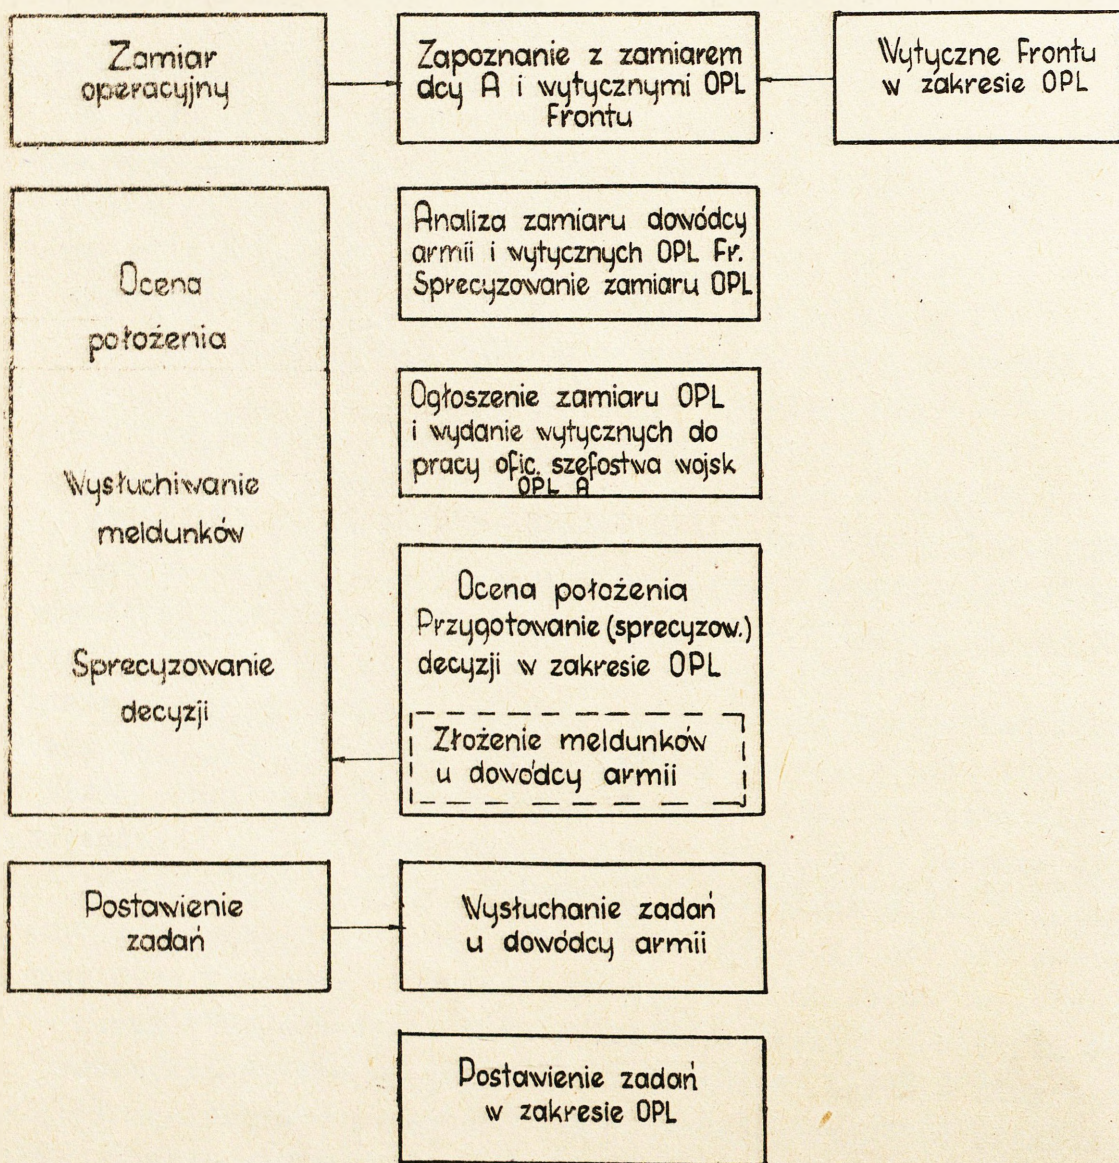 Zamiar
operacyjny
Zapoznanie z zamiarem
dcy A i wytycznymi OPL
Frontu
Wytyczne Frontu
w zakresie OPL
Ocena
położenia
Wysłuchiwanie
meldunków
Sprecyzowanie
decyzji
Analiza zamiaru dowódcy
armii i wytycznych OPL Fr.
Sprecyzowanie zamiaru OPL
Ogłoszenie zamiaru OPL
i wydanie wytycznych do
pracy ofic. szefostwa wojsk
OPL A
Ocena położenia
Przygotowanie (sprecyzow.)
decyzji w zakresie OPL
Złożenie meldunków
u dowódcy armii
Postawienie
zadań
Wysłuchanie zadań
u dowódcy armii
Postawienie zadań
w zakresie OPL